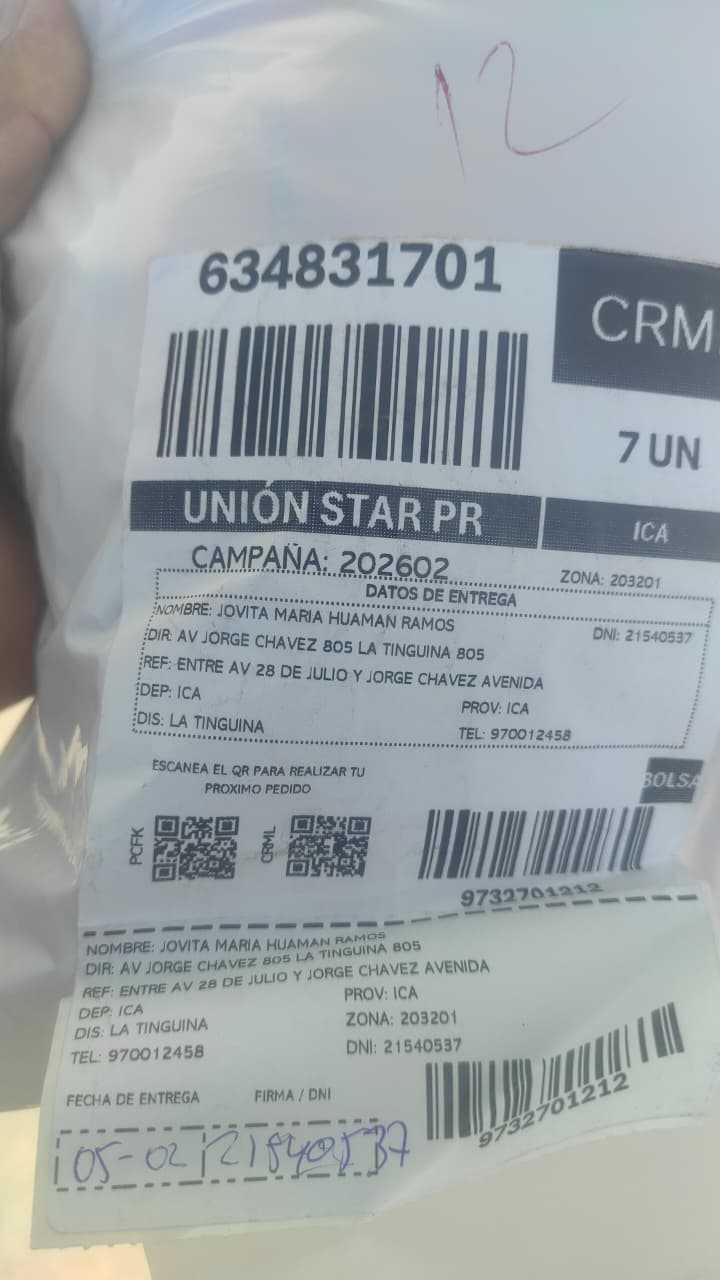 12
634831701
CRM
7 UN
UNIÓN STAR PR
ICA
CAMPAÑA: 202602
ZONA: 203201
DATOS DE ENTREGA
NOMBRE: JOVITA MARIA HUAMAN RAMOS
DNI: 21540537
DIR: AV JORGE CHAVEZ 805 LA TINGUINA 805
REF: ENTRE AV 28 DE JULIO Y JORGE CHAVEZ AVENIDA
DEP: ICA
PROV: ICA
DIS: LA TINGUINA
TEL: 970012458
ESCANEA EL QR PARA REALIZAR TU
PROXIMO PEDIDO
BOLSA
PCFK
CRML
9732701212
NOMBRE: JOVITA MARIA HUAMAN RAMOS
DIR: AV JORGE CHAVEZ 805 LA TINGUINA 805
REF: ENTRE AV 28 DE JULIO Y JORGE CHAVEZ AVENIDA
DEP: ICA
PROV: ICA
DIS: LA TINGUINA
ZONA: 203201
TEL: 970012458
DNI: 21540537
FECHA DE ENTREGA
FIRMA / DNI
9732701212
05-02
21540537